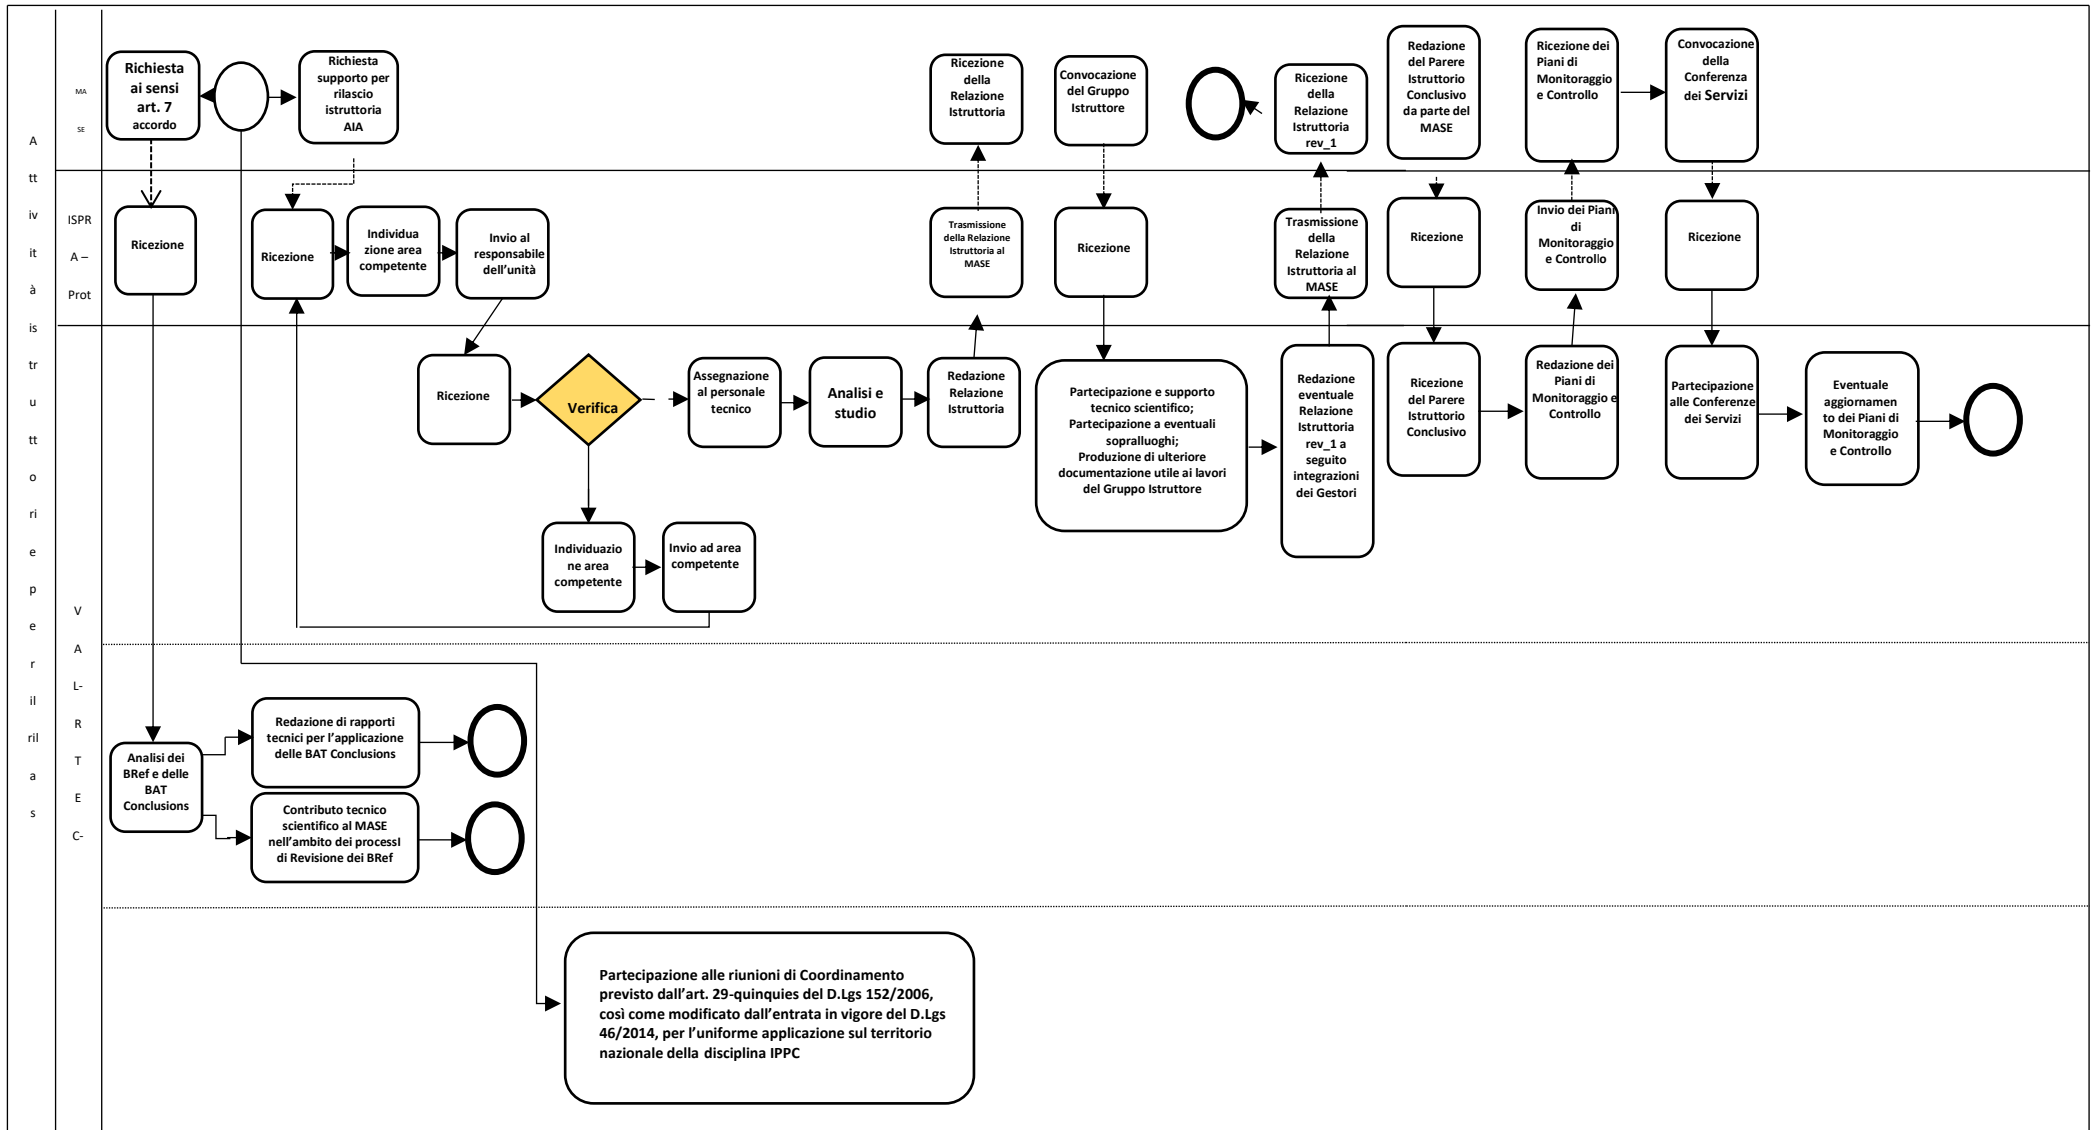 A
tt
iv
it
à
is
tr
u
tt
o
ri
e
p
e
r
il
ril
a
s
MA
SE
ISPR
A –
Prot
V
A
L-
R
T
E
C-
Richiesta
ai sensi
art. 7
accordo
Richiesta
supporto per
rilascio
istruttoria
AIA
Ricezione
della
Relazione
Istruttoria
Convocazione
del Gruppo
Istruttore
Ricezione
della
Relazione
Istruttoria
rev_1
Redazione
del Parere
Istruttorio
Conclusivo
da parte del
MASE
Ricezione dei
Piani di
Monitoraggio
e Controllo
Convocazione
della
Conferenza
dei Servizi
Ricezione
Ricezione
Individua
zione area
competente
Invio al
responsabile
dell’unità
Trasmissione
della Relazione
Istruttoria al
MASE
Ricezione
Trasmissione
della
Relazione
Istruttoria al
MASE
Ricezione
Invio dei Piani
di
Monitoraggio
e Controllo
Ricezione
Ricezione
Verifica
Assegnazione
al personale
tecnico
Analisi e
studio
Redazione
Relazione
Istruttoria
Partecipazione e supporto
tecnico scientifico;
Partecipazione a eventuali
sopralluoghi;
Produzione di ulteriore
documentazione utile ai lavori
del Gruppo Istruttore
Redazione
eventuale
Relazione
Istruttoria
rev_1 a
seguito
integrazioni
dei Gestori
Ricezione
del Parere
Istruttorio
Conclusivo
Redazione dei
Piani di
Monitoraggio e
Controllo
Partecipazione
alle Conferenze
dei Servizi
Eventuale
aggiornamen
to dei Piani di
Monitoraggio
e Controllo
Individuazio
ne area
competente
Invio ad area
competente
Analisi dei
BRef e delle
BAT
Conclusions
Redazione di rapporti
tecnici per l’applicazione
delle BAT Conclusions
Contributo tecnico
scientifico al MASE
nell’ambito dei processI
di Revisione dei BRef
Partecipazione alle riunioni di Coordinamento
previsto dall’art. 29-quinquies del D.Lgs 152/2006,
così come modificato dall’entrata in vigore del D.Lgs
46/2014, per l’uniforme applicazione sul territorio
nazionale della disciplina IPPC